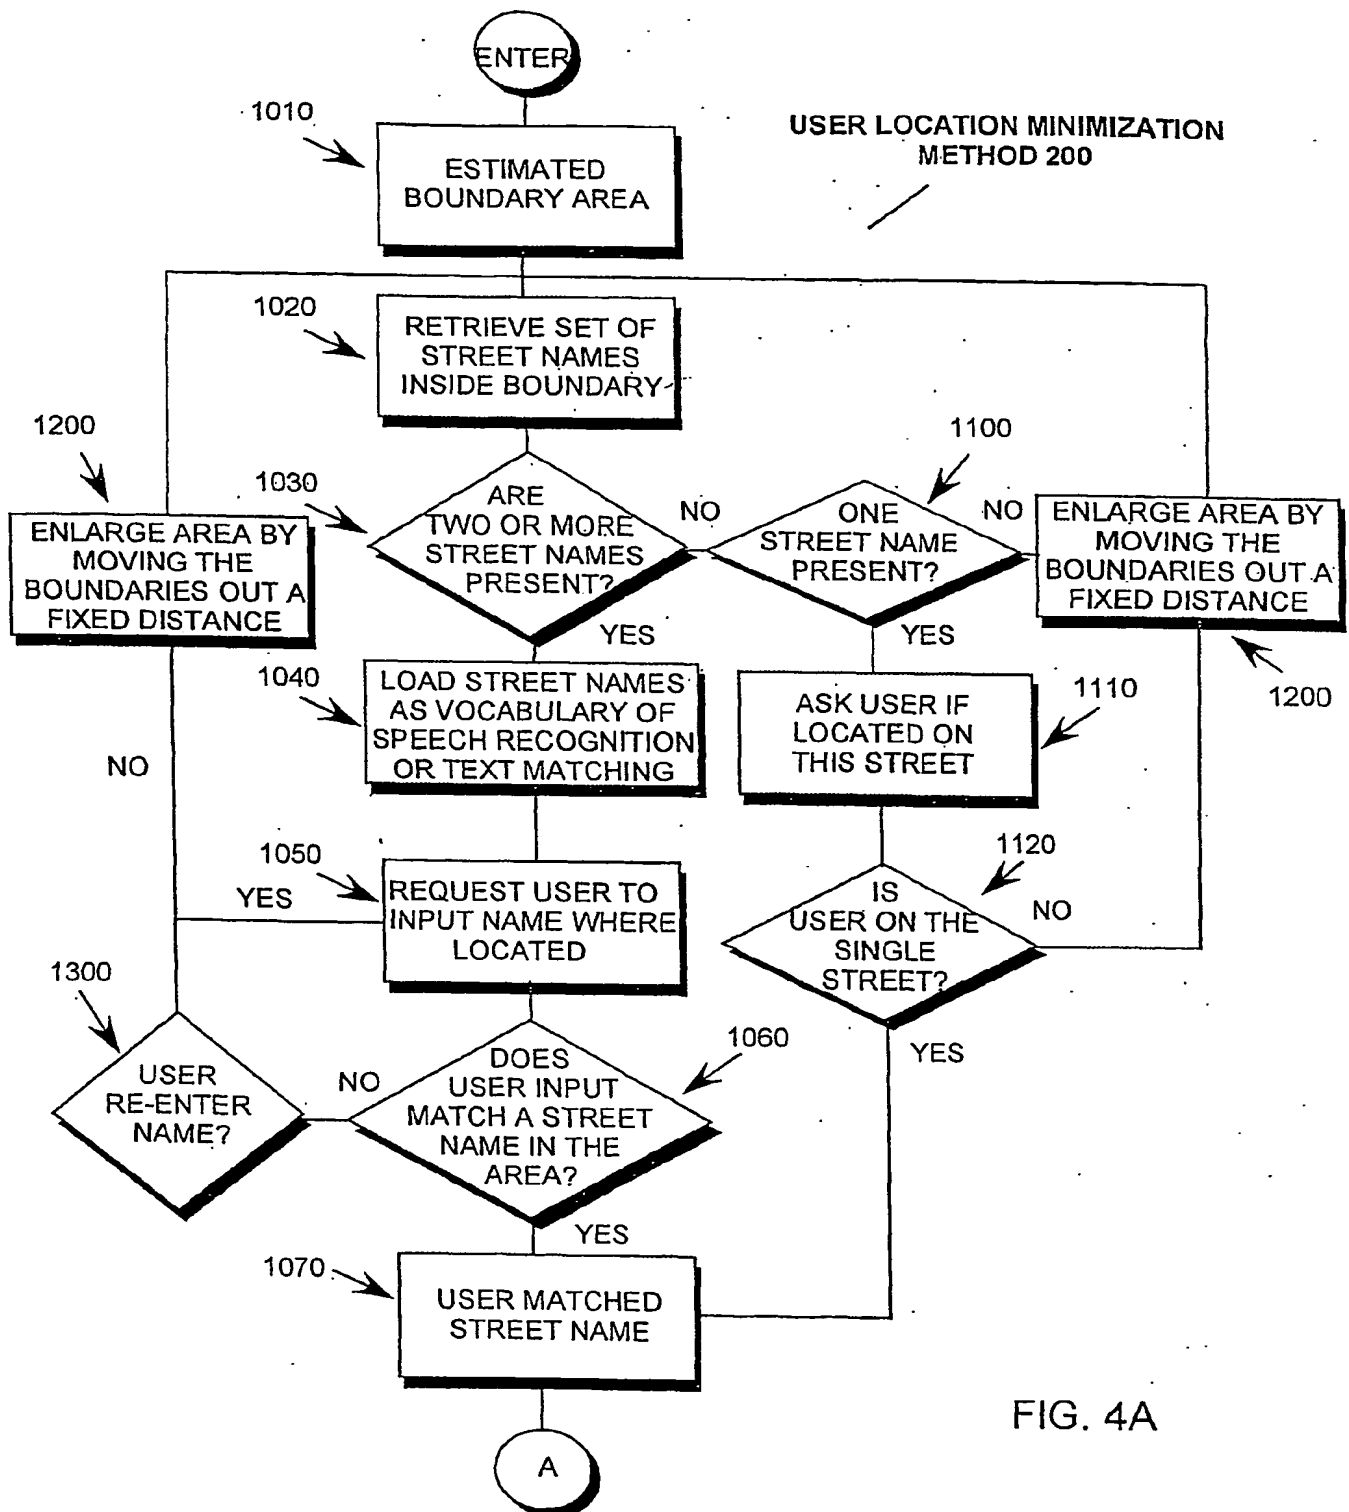 ENTER
1010
ESTIMATED
BOUNDARY AREA
USER LOCATION MINIMIZATION
METHOD 200
1020
RETRIEVE SET OF
STREET NAMES
INSIDE BOUNDARY
1200
ENLARGE AREA BY
MOVING THE
BOUNDARIES OUT A
FIXED DISTANCE
1030
ARE
TWO OR MORE
STREET NAMES
PRESENT?
NO
YES
1100
ONE
STREET NAME
PRESENT?
NO
YES
ENLARGE AREA BY
MOVING THE
BOUNDARIES OUT A
FIXED DISTANCE
1200
1040
LOAD STREET NAMES
AS VOCABULARY OF
SPEECH RECOGNITION
OR TEXT MATCHING
1110
ASK USER IF
LOCATED ON
THIS STREET
NO
1050
REQUEST USER TO
INPUT NAME WHERE
LOCATED
YES
1120
IS
USER ON THE
SINGLE
STREET?
NO
YES
1300
USER
RE-ENTER
NAME?
NO
1060
DOES
USER INPUT
MATCH A STREET
NAME IN THE
AREA?
YES
1070
USER MATCHED
STREET NAME
A
FIG. 4A